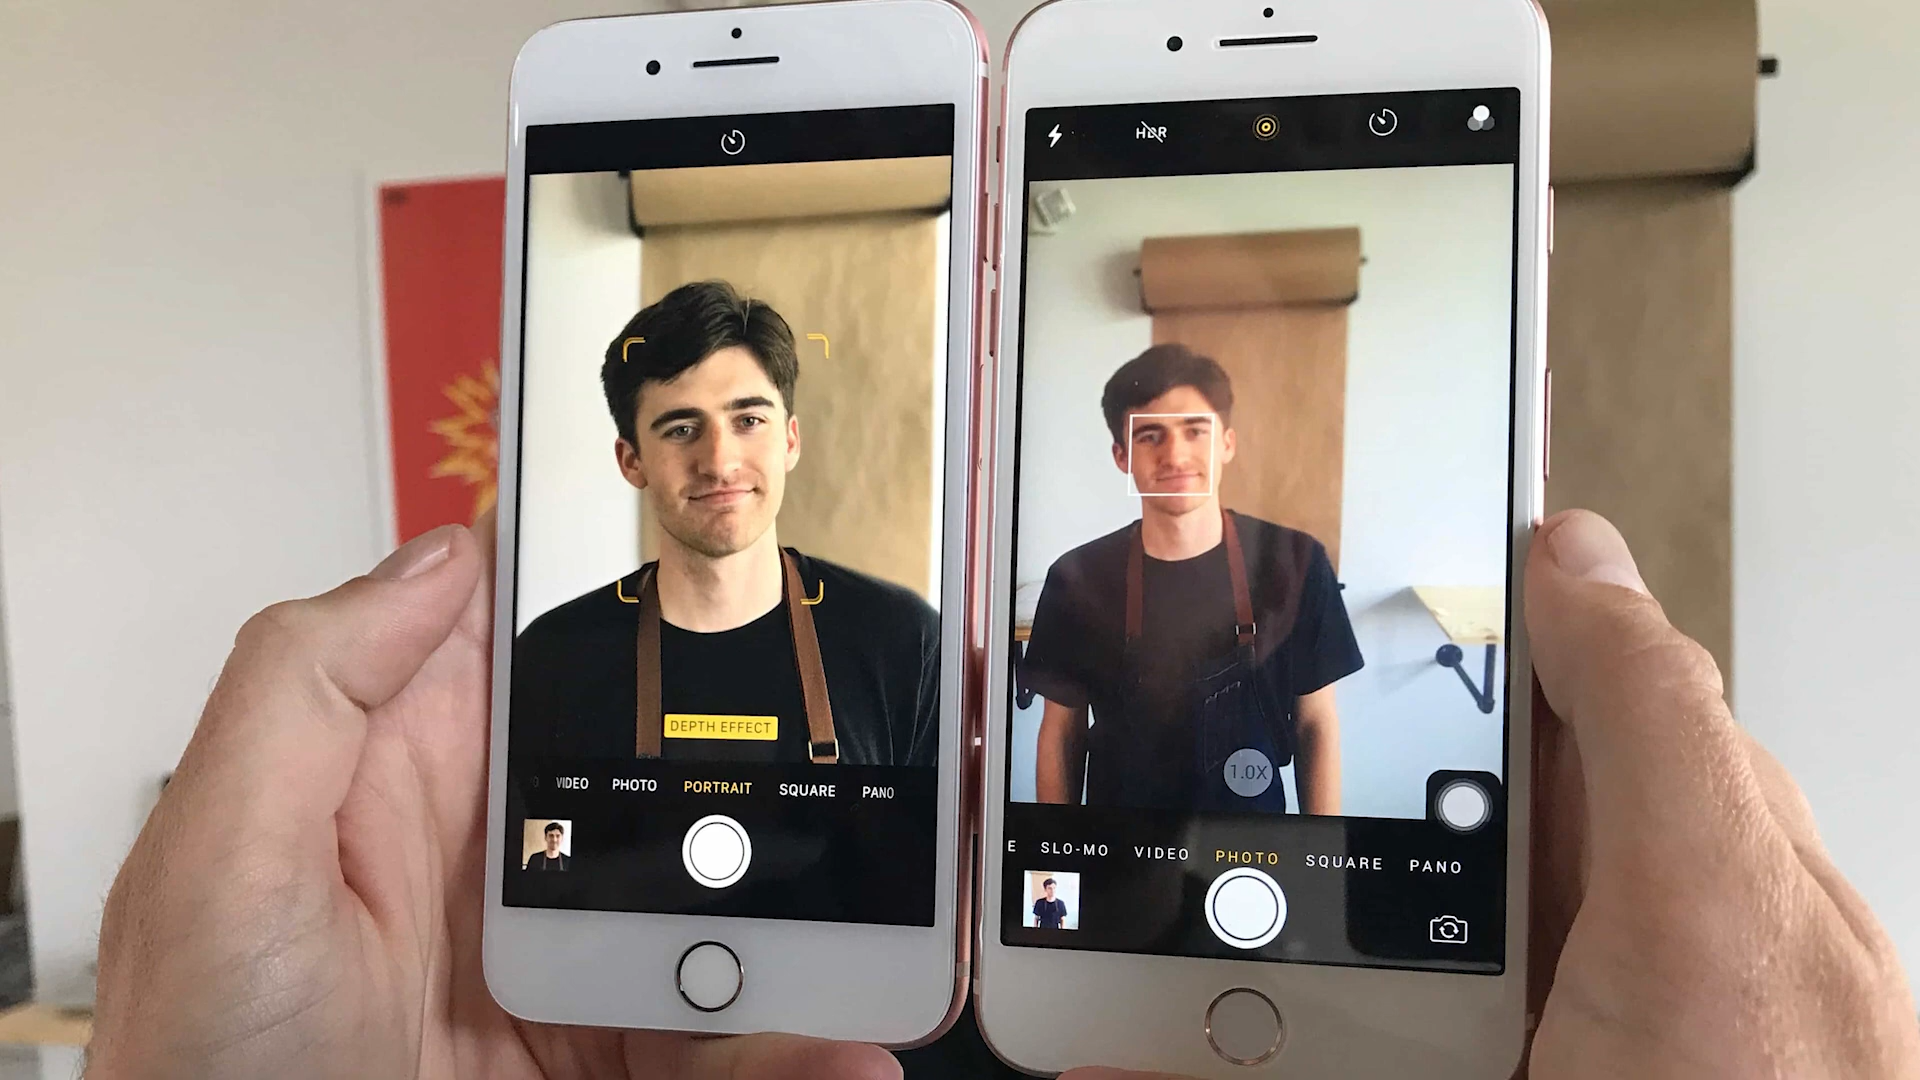 DEPTH EFFECT
VIDEO PHOTO PORTRAIT SQUARE PANO
HDR
1.0X
E SLO-MO VIDEO PHOTO SQUARE PANO